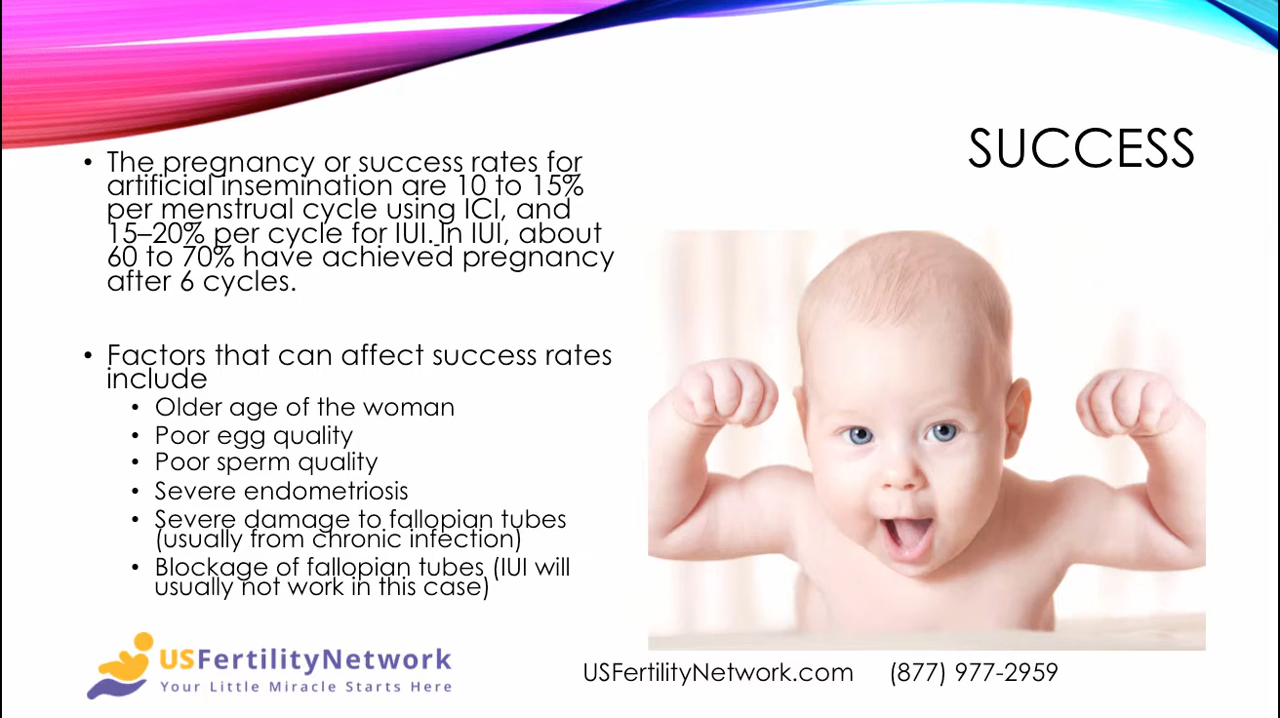 SUCCESS
• The pregnancy or success rates for
artificial insemination are 10 to 15%
per menstrual cycle using ICI, and
15–20% per cycle for IUI. In IUI, about
60 to 70% have achieved pregnancy
after 6 cycles.
• Factors that can affect success rates
include
• Older age of the woman
• Poor egg quality
• Poor sperm quality
• Severe endometriosis
• Severe damage to fallopian tubes
(usually from chronic infection)
• Blockage of fallopian tubes (IUI will
usually not work in this case)
USFertilityNetwork
Your Little Miracle Starts Here
USFertilityNetwork.com (877) 977-2959